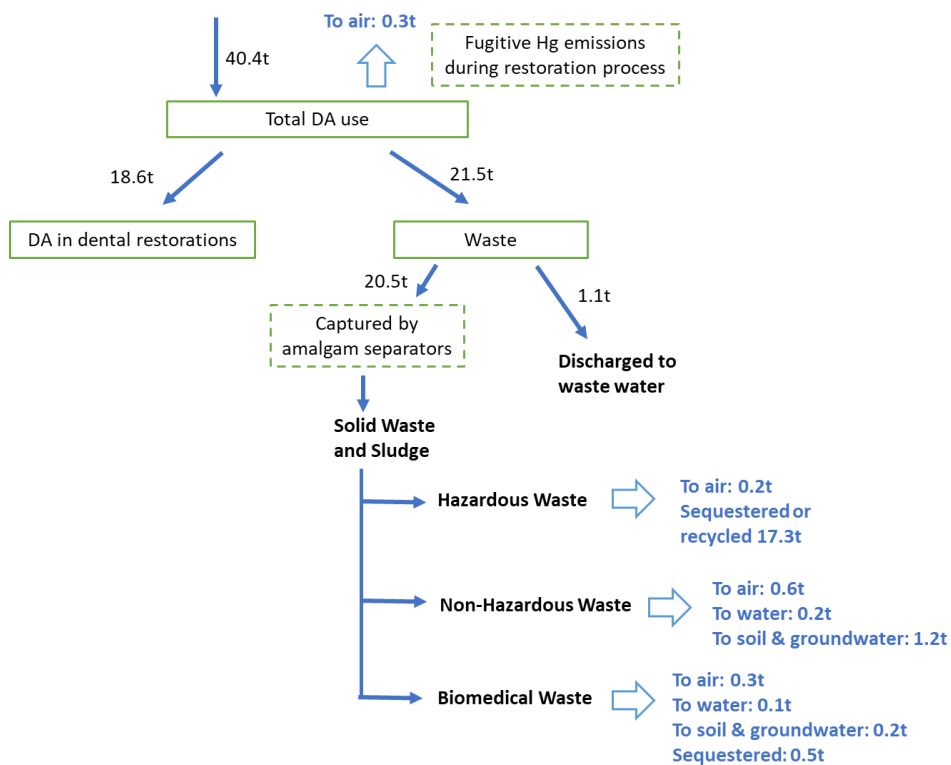 To air: 0.3t
Fugitive Hg emissions
during restoration process
40.4t
Total DA use
18.6t
21.5t
DA in dental restorations
Waste
20.5t
1.1t
Captured by
amalgam separators
Discharged to
waste water
Solid Waste
and Sludge
Hazardous Waste
To air: 0.2t
Sequestered or
recycled 17.3t
Non-Hazardous Waste
To air: 0.6t
To water: 0.2t
To soil & groundwater: 1.2t
Biomedical Waste
To air: 0.3t
To water: 0.1t
To soil & groundwater: 0.2t
Sequestered: 0.5t